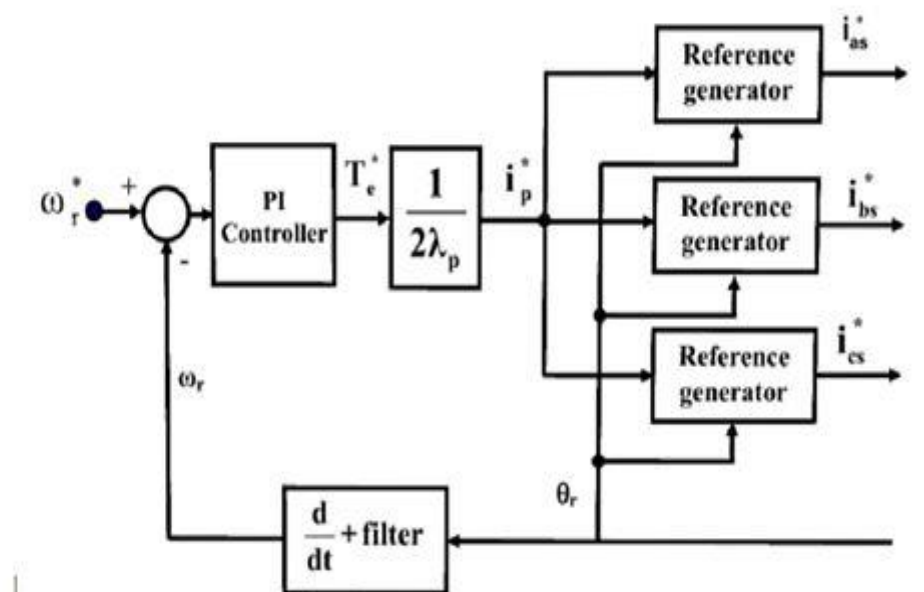 i*as
Reference
generator
ω*r
+
-
PI
Controller
T*e
1
2λp
i*p
Reference
generator
i*bs
Reference
generator
i*cs
ωr
θr
d
dt
+filter